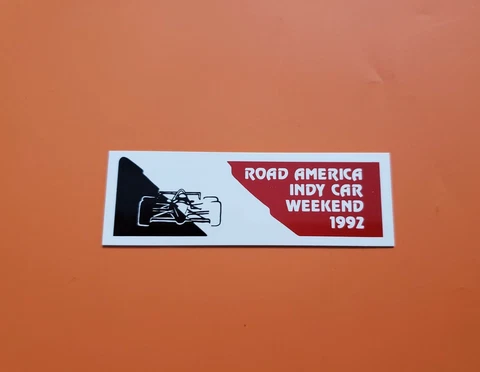 ROAD AMERICA
INDY CAR
WEEKEND
1992